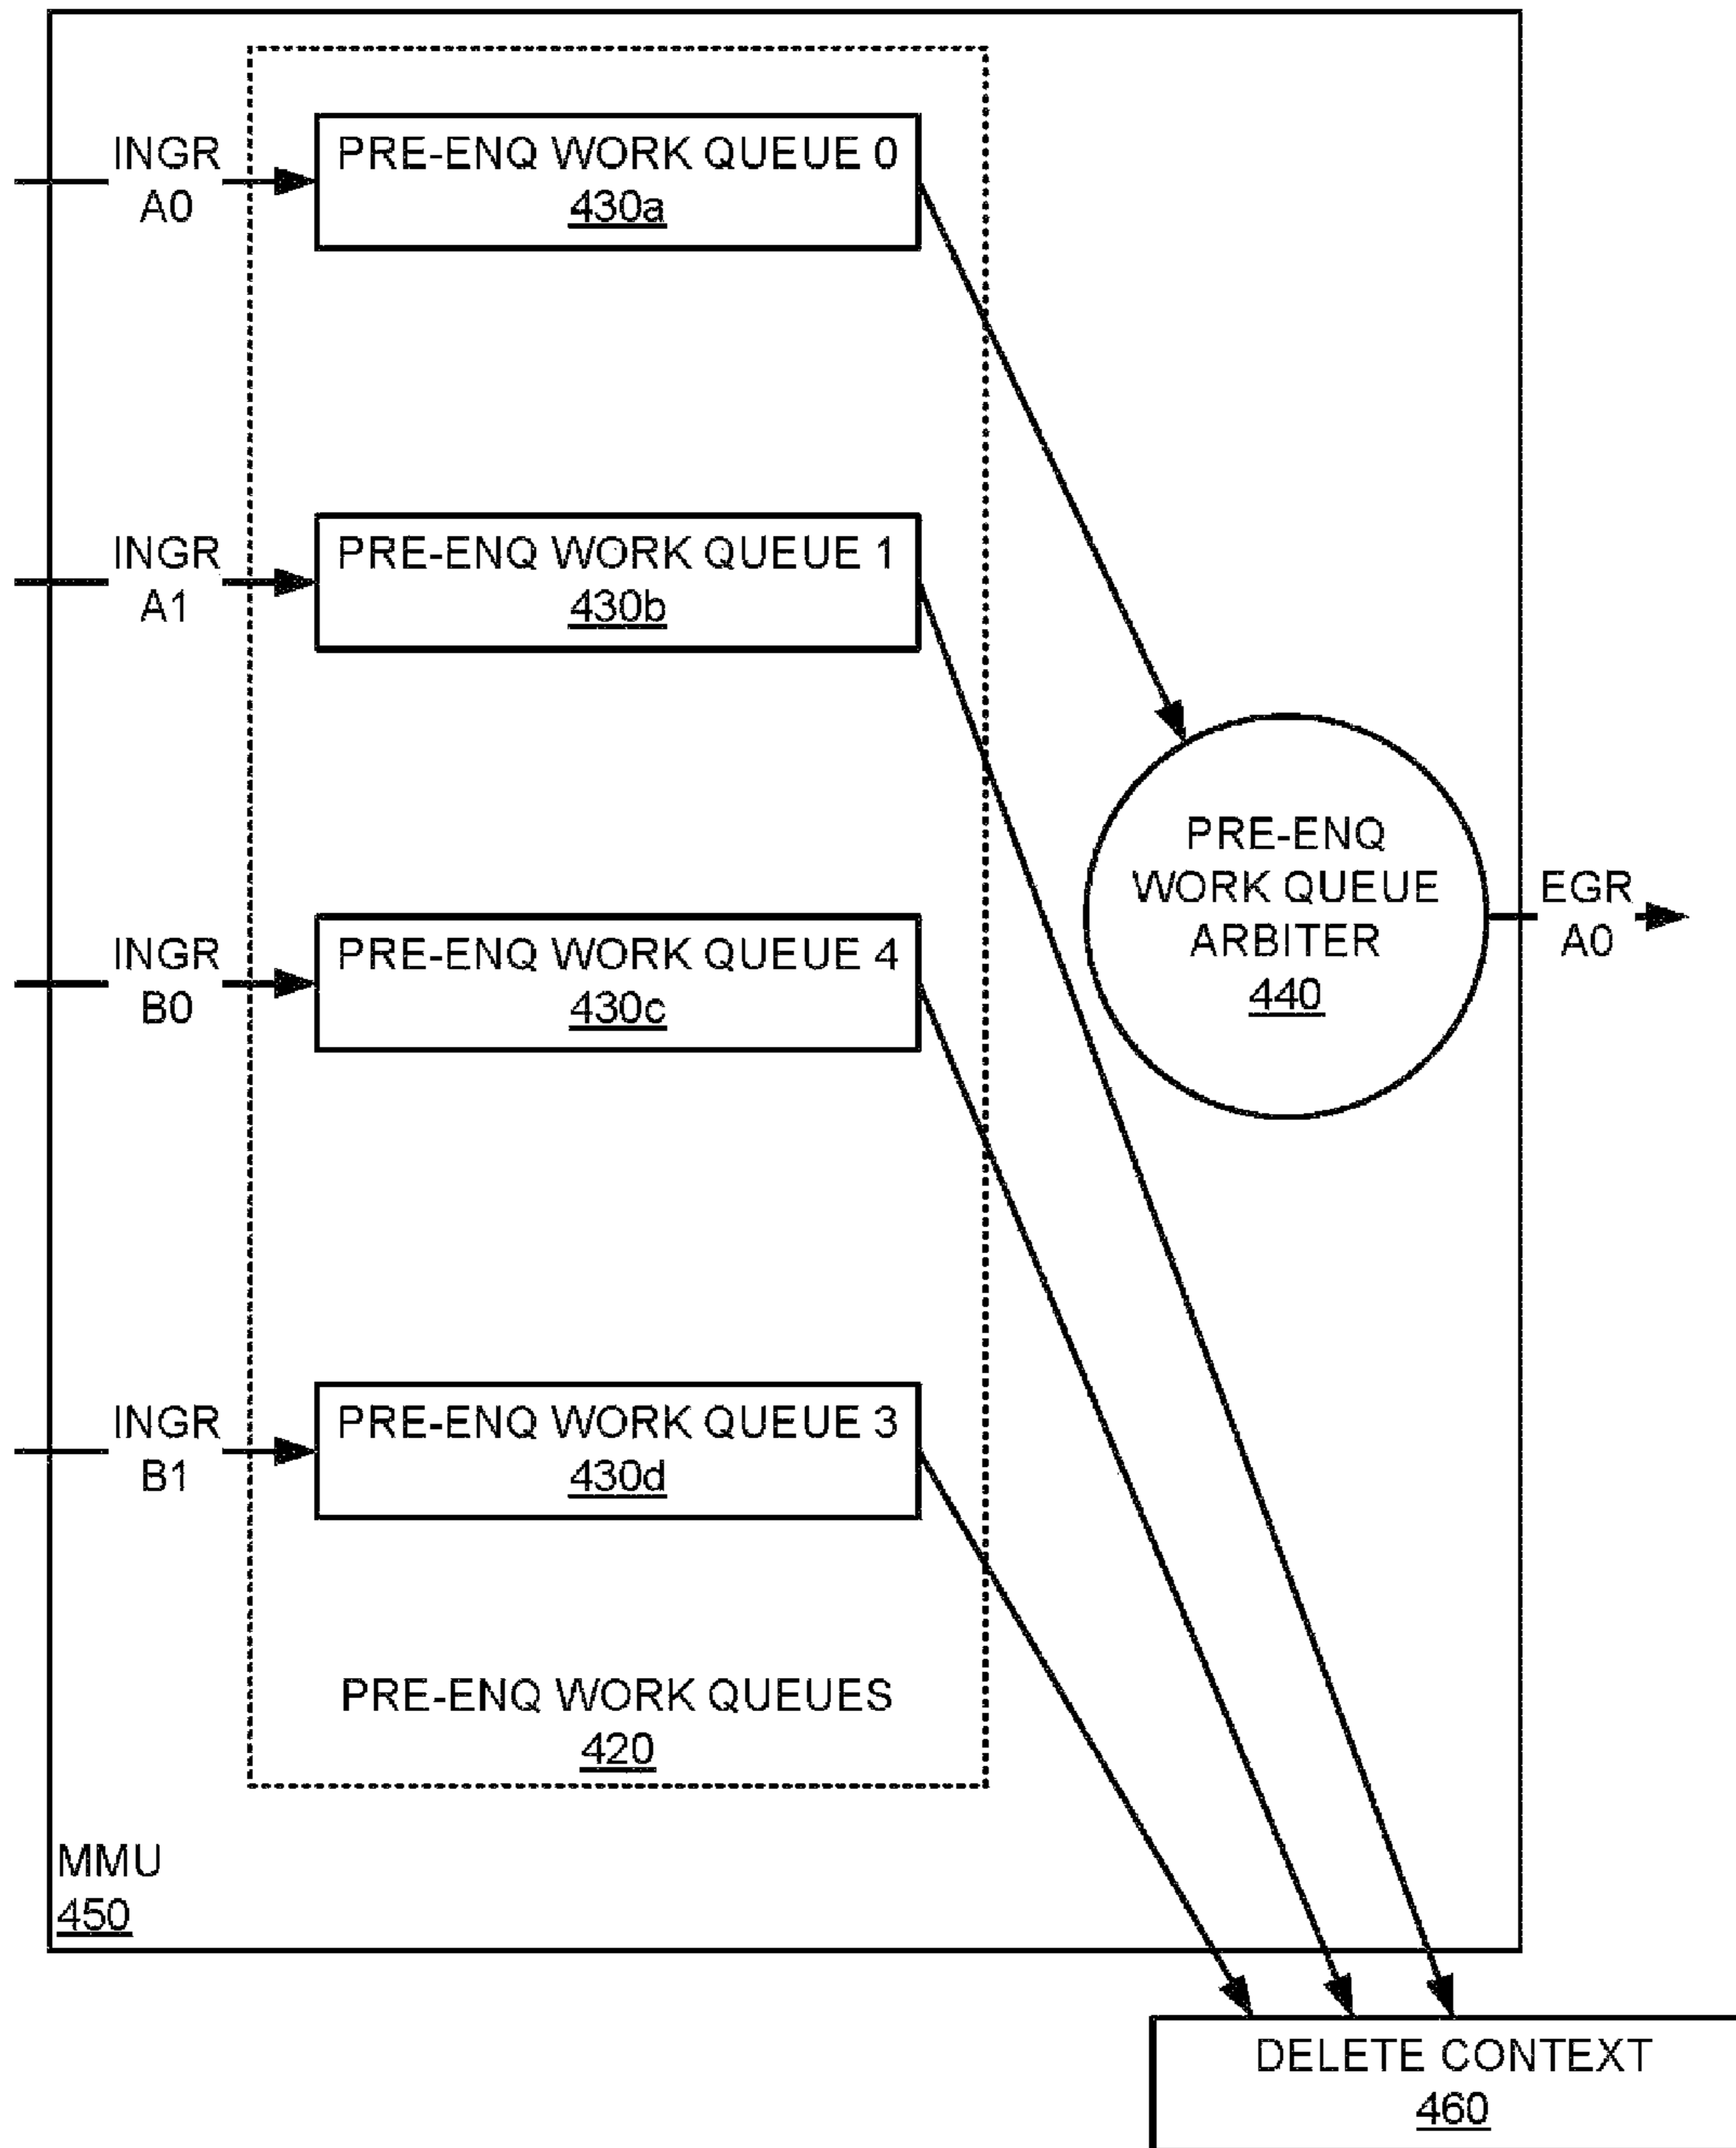 INGR
A0
PRE-ENQ WORK QUEUE 0
430a
INGR
A1
PRE-ENQ WORK QUEUE 1
430b
PRE-ENQ
WORK QUEUE
ARBITER
440
EGR
A0
INGR
B0
PRE-ENQ WORK QUEUE 4
430c
INGR
B1
PRE-ENQ WORK QUEUE 3
430d
PRE-ENQ WORK QUEUES
420
MMU
450
DELETE CONTEXT
460